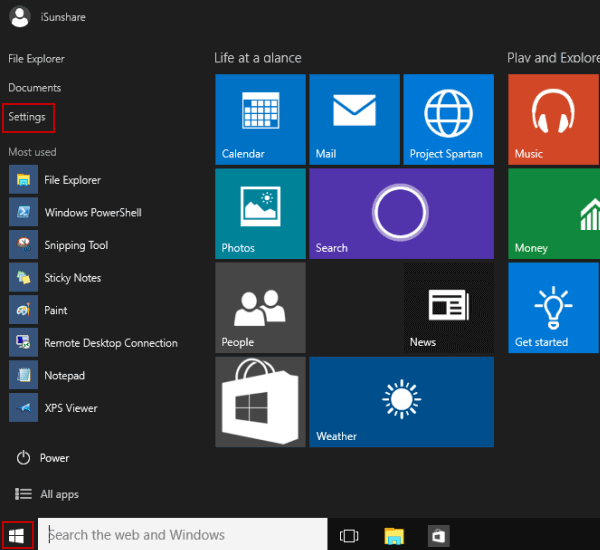 iSunshare
File Explorer
Documents
Settings
Most used
File Explorer
Windows PowerShell
Snipping Tool
Sticky Notes
Paint
Remote Desktop Connection
Notepad
XPS Viewer
Power
All apps
Life at a glance
Calendar
Mail
Project Spartan
Photos
Search
People
News
Weather
Play and Explore
Music
Money
Get started
Search the web and Windows